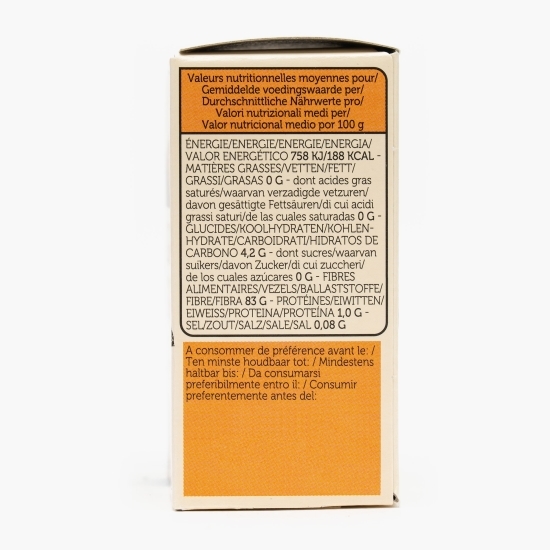 Valeurs nutritionnelles moyennes pour/
Gemiddelde voedingswaarde per/
Durchschnittliche Nährwerte pro/
Valori nutrizionali medi per/
Valor nutricional medio por 100 g
ÉNERGIE/ENERGIE/ENERGIE/ENERGIA/
VALOR ENERGÉTICO 758 KJ/188 KCAL -
MATIÈRES GRASSES/VETTEN/FETT/
GRASSI/GRASAS 0 G - dont acides gras
saturés/waarvan verzadigde vetzuren/
davon gesättigte Fettsäuren/di cui acidi
grassi saturi/de las cuales saturadas 0 G -
GLUCIDES/KOOLHYDRATEN/KOHLEN-
HYDRATE/CARBOIDRATI/HIDRATOS DE
CARBONO 4,2 G - dont sucres/waarvan
suikers/davon Zucker/di cui zuccheri/
de los cuales azúcares 0 G - FIBRES
ALIMENTAIRES/VEZELS/BALLASTSTOFFE/
FIBRE/FIBRA 83 G - PROTÉINES/EIWITTEN/
EIWEISS/PROTEINA/PROTEÍNA 1,0 G -
SEL/ZOUT/SALZ/SALE/SAL 0,08 G
A consommer de préférence avant le: /
Ten minste houdbaar tot: / Mindestens
haltbar bis: / Da consumarsi
preferibilmente entro il: / Consumir
preferentemente antes del: